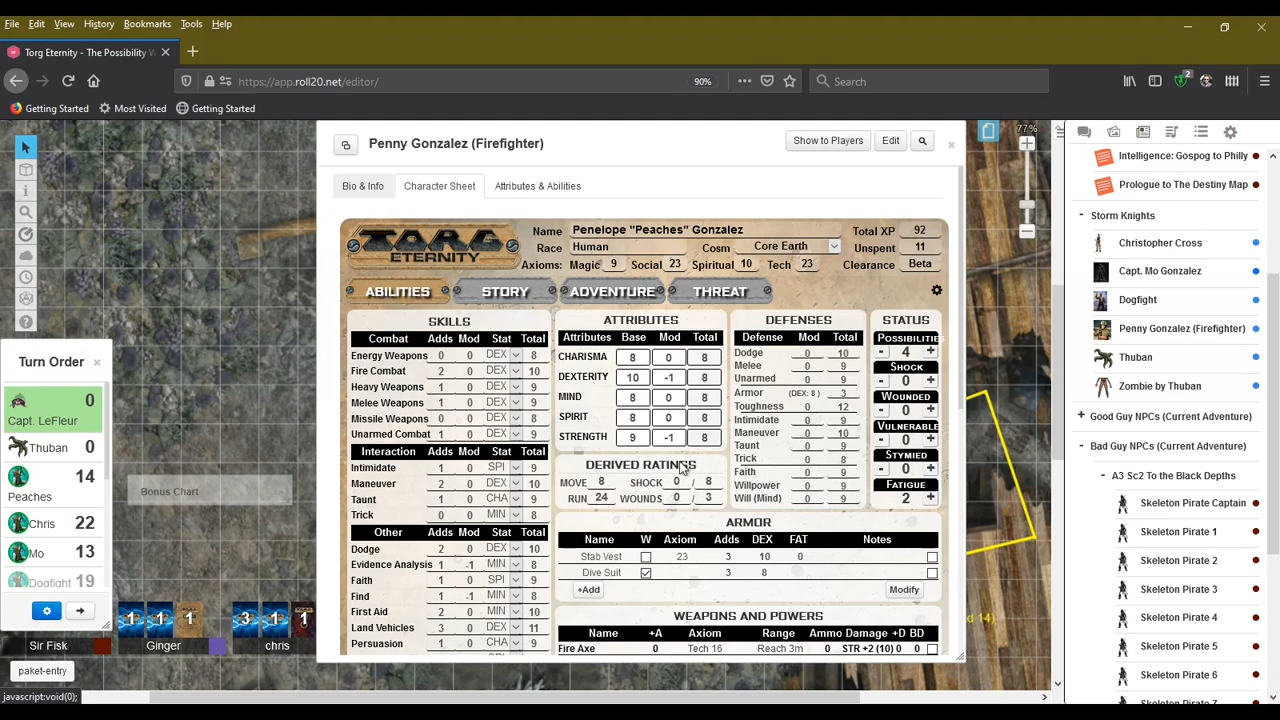 File Edit View History Bookmarks Tools Help
Torg Eternity - The Possibility W
https://app.roll20.net/editor/
90%
Search
2
Getting Started Most Visited Getting Started
Penny Gonzalez (Firefighter)
Show to Players
Edit
Bio & Info
Character Sheet
Attributes & Abilities
TORG
ETERNITY
Name Penelope "Peaches" Gonzalez Total XP 92
Race Human Cosm Core Earth Unspent 11
Axioms: Magic 9 Social 23 Spiritual 10 Tech 23 Clearance Beta
ABILITIES STORY ADVENTURE THREAT
SKILLS
Combat Adds Mod Stat Total
Energy Weapons 0 0 DEX 8
Fire Combat 2 0 DEX 10
Heavy Weapons 1 0 DEX 9
Melee Weapons 1 0 DEX 9
Missile Weapons 0 0 DEX 8
Unarmed Combat 1 0 DEX 9
Interaction Adds Mod Stat Total
Intimidate 1 0 SPI 9
Maneuver 2 0 DEX 10
Taunt 1 0 CHA 9
Trick 0 0 MIN 8
Other Adds Mod Stat Total
Dodge 2 0 DEX 10
Evidence Analysis 1 -1 MIN 8
Faith 1 0 SPI 9
Find 1 -1 MIN 8
First Aid 2 0 MIN 10
Land Vehicles 3 0 DEX 11
Persuasion 1 0 CHA 9
ATTRIBUTES
Attributes Base Mod Total
CHARISMA 8 0 8
DEXTERITY 10 -1 8
MIND 8 0 8
SPIRIT 8 0 8
STRENGTH 9 -1 8
DERIVED RATINGS
MOVE 8 SHOCK 0 / 8
RUN 24 WOUNDS 0 / 3
DEFENSES
Defense Mod Total
Dodge 0 10
Melee 0 9
Unarmed 0 9
Armor (DEX: 8 ) 3
Toughness 0 12
Intimidate 0 9
Maneuver 0 10
Taunt 0 9
Trick 0 8
Faith 0 9
Willpower 0 9
Will (Mind) 0 9
STATUS
POSSIBILITIES
- 4 +
SHOCK
- 0 +
WOUNDED
- 0 +
VULNERABLE
- 0 +
STYMIED
- 0 +
FATIGUE
2
ARMOR
Name W Axiom Adds DEX FAT Notes
Stab Vest 23 3 10 0
Dive Suit 3 8
+Add
Modify
WEAPONS AND POWERS
Name +A Axiom Range Ammo Damage +D BD
Fire Axe 0 Tech 16 Reach 3m 0 STR +2 (10) 0 0
Turn Order
0
Capt. LeFleur
Thuban 0
14
Peaches
Chris 22
Mo 13
Dogfight 19
Bonus Chart
1 1 1 3 1 1
Sir Fisk Ginger chris
paket-entry
javascript:void(0);
d 14)
77%
Intelligence: Gospog to Philly
Prologue to The Destiny Map
- Storm Knights
Christopher Cross
Capt. Mo Gonzalez
Dogfight
Penny Gonzalez (Firefighter)
Thuban
Zombie by Thuban
+ Good Guy NPCs (Current Adventure)
- Bad Guy NPCs (Current Adventure)
- A3 Sc2 To the Black Depths
Skeleton Pirate Captain
Skeleton Pirate 1
Skeleton Pirate 2
Skeleton Pirate 3
Skeleton Pirate 4
Skeleton Pirate 5
Skeleton Pirate 6
Skeleton Pirate 7